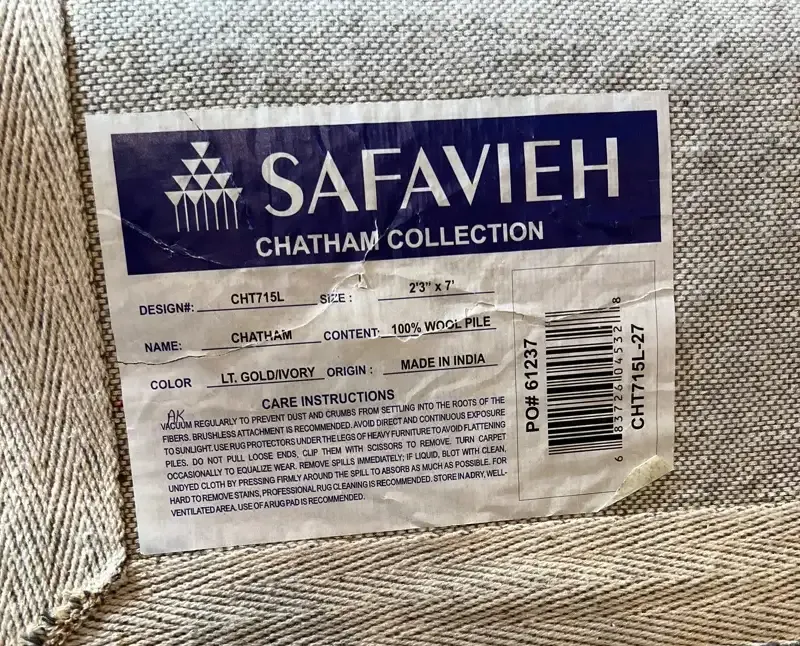 SAFAVIEH
CHATHAM COLLECTION
DESIGN#: CHT715L SIZE : 2'3" x 7'
NAME: CHATHAM CONTENT: 100% WOOL PILE
COLOR LT. GOLD/IVORY ORIGIN : MADE IN INDIA
CARE INSTRUCTIONS
AK
VACUUM REGULARLY TO PREVENT DUST AND CRUMBS FROM SETTLING INTO THE ROOTS OF THE
FIBERS. BRUSHLESS ATTACHMENT IS RECOMMENDED. AVOID DIRECT AND CONTINUOUS EXPOSURE
TO SUNLIGHT. USE RUG PROTECTORS UNDER THE LEGS OF HEAVY FURNITURE TO AVOID FLATTENING
PILES. DO NOT PULL LOOSE ENDS, CLIP THEM WITH SCISSORS TO REMOVE. TURN CARPET
OCCASIONALLY TO EQUALIZE WEAR. REMOVE SPILLS IMMEDIATELY; IF LIQUID, BLOT WITH CLEAN,
UNDYED CLOTH BY PRESSING FIRMLY AROUND THE SPILL TO ABSORB AS MUCH AS POSSIBLE. FOR
HARD TO REMOVE STAINS, PROFESSIONAL RUG CLEANING IS RECOMMENDED. STORE IN A DRY, WELL-
VENTILATED AREA. USE OF A RUG PAD IS RECOMMENDED.
PO# 61237
6 83726 10453 2 8
CHT715L-27